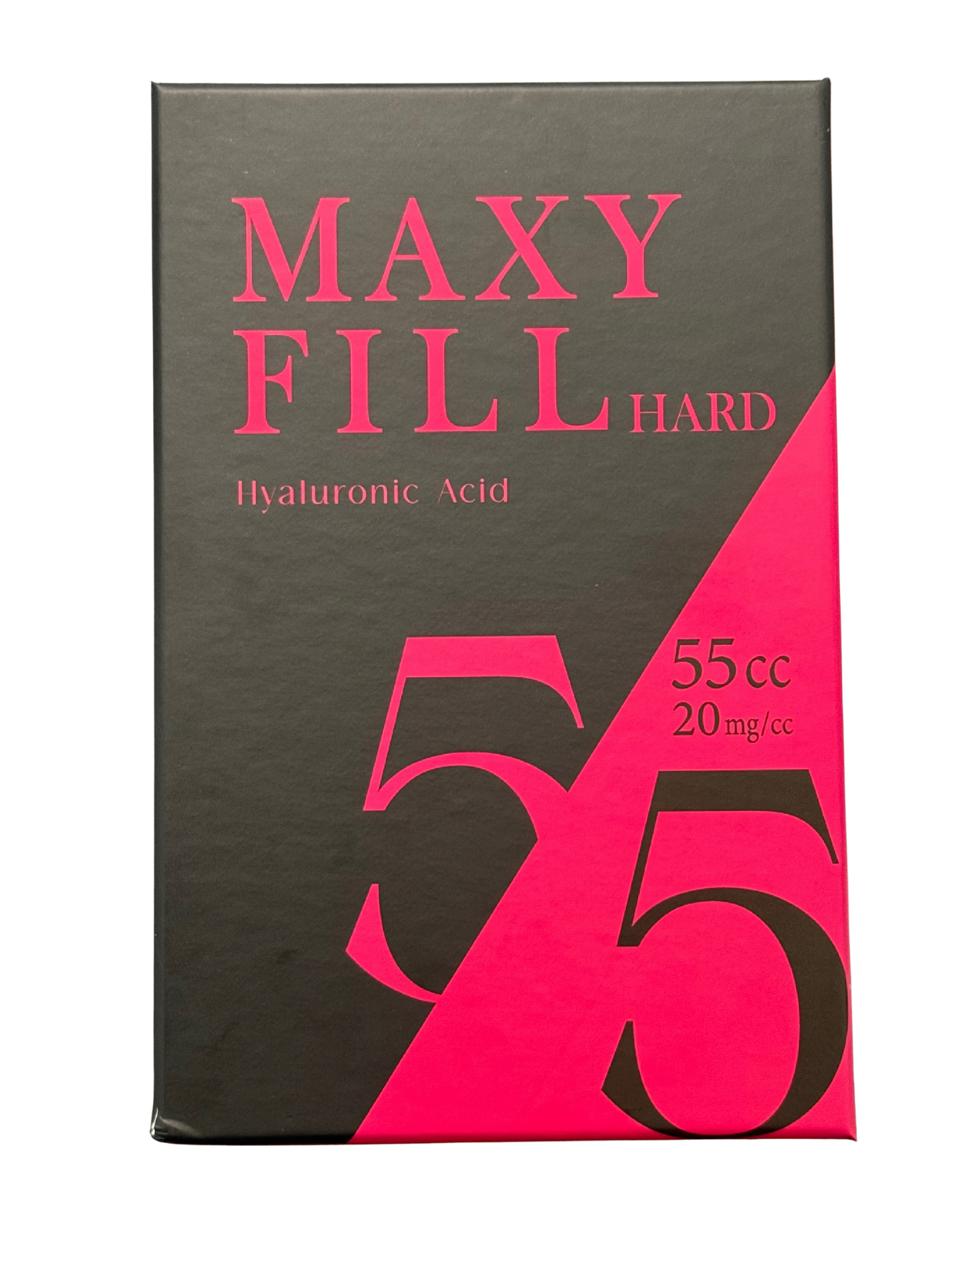 MAXY
FILL HARD
Hyaluronic Acid
55cc
20mg/cc
55